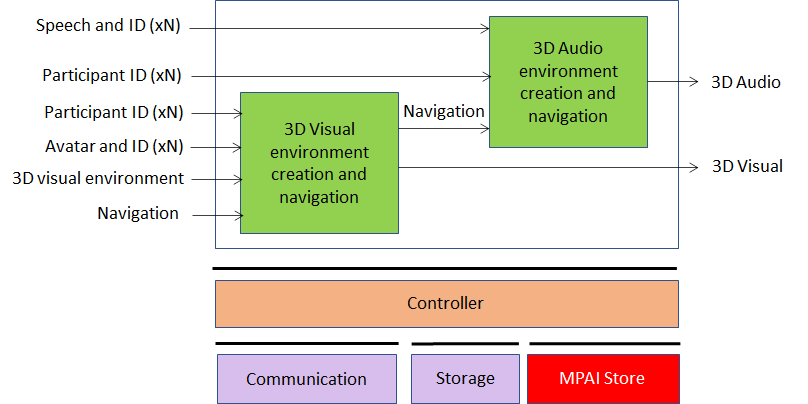 Speech and ID (xN)
Participant ID (xN)
Participant ID (xN)
Avatar and ID (xN)
3D visual environment
Navigation
3D Visual
environment
creation and
navigation
Navigation
3D Audio
environment
creation and
navigation
3D Audio
3D Visual
Controller
Communication
Storage
MPAI Store